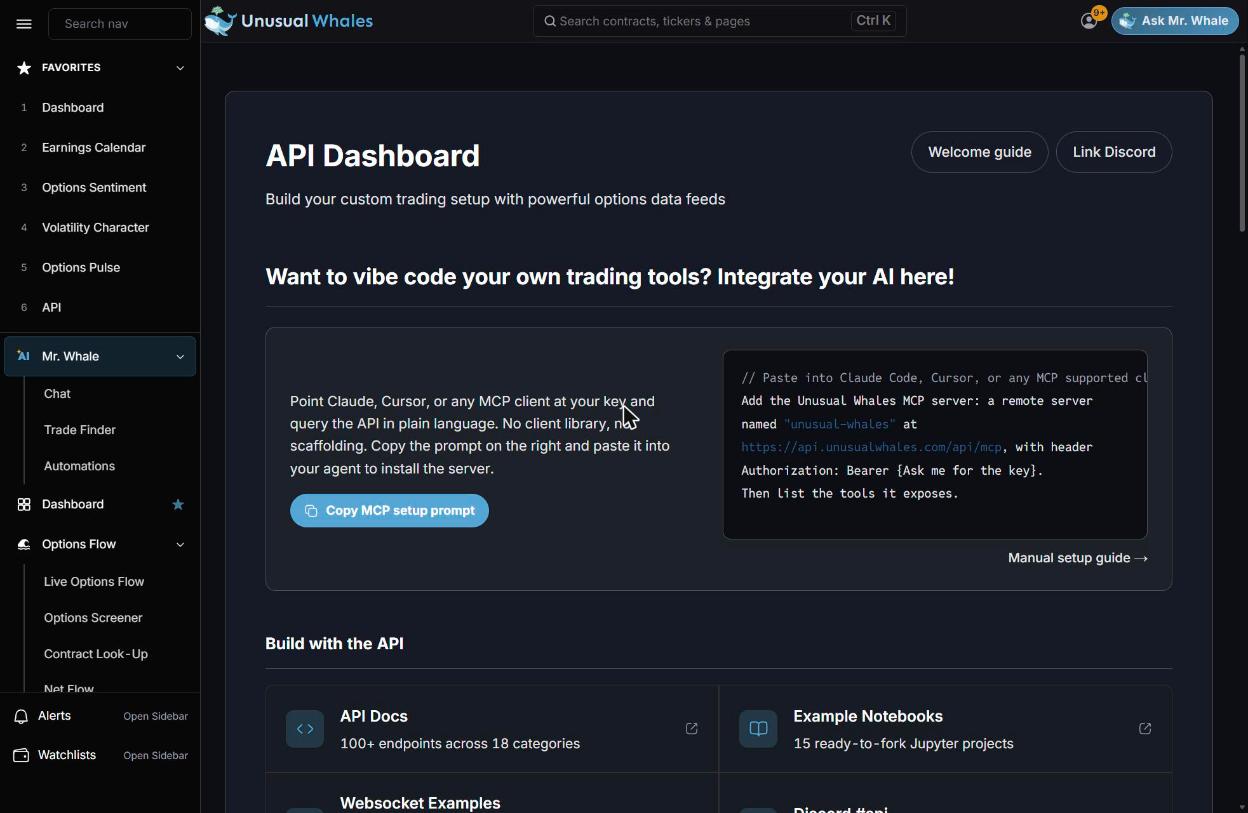 Search nav
Unusual Whales
Search contracts, tickers & pages
Ctrl K
9+
Ask Mr. Whale
FAVORITES
1 Dashboard
2 Earnings Calendar
3 Options Sentiment
4 Volatility Character
5 Options Pulse
6 API
AI Mr. Whale
Chat
Trade Finder
Automations
Dashboard
Options Flow
Live Options Flow
Options Screener
Contract Look-Up
Net Flow
Alerts Open Sidebar
Watchlists Open Sidebar
API Dashboard
Welcome guide
Link Discord
Build your custom trading setup with powerful options data feeds
Want to vibe code your own trading tools? Integrate your AI here!
Point Claude, Cursor, or any MCP client at your key and
query the API in plain language. No client library, no
scaffolding. Copy the prompt on the right and paste it into
your agent to install the server.
Copy MCP setup prompt
// Paste into Claude Code, Cursor, or any MCP supported cl
Add the Unusual Whales MCP server: a remote server
named "unusual-whales" at
https://api.unusualwhales.com/api/mcp, with header
Authorization: Bearer {Ask me for the key}.
Then list the tools it exposes.
Manual setup guide →
Build with the API
API Docs
100+ endpoints across 18 categories
Example Notebooks
15 ready-to-fork Jupyter projects
Websocket Examples
Discord #api